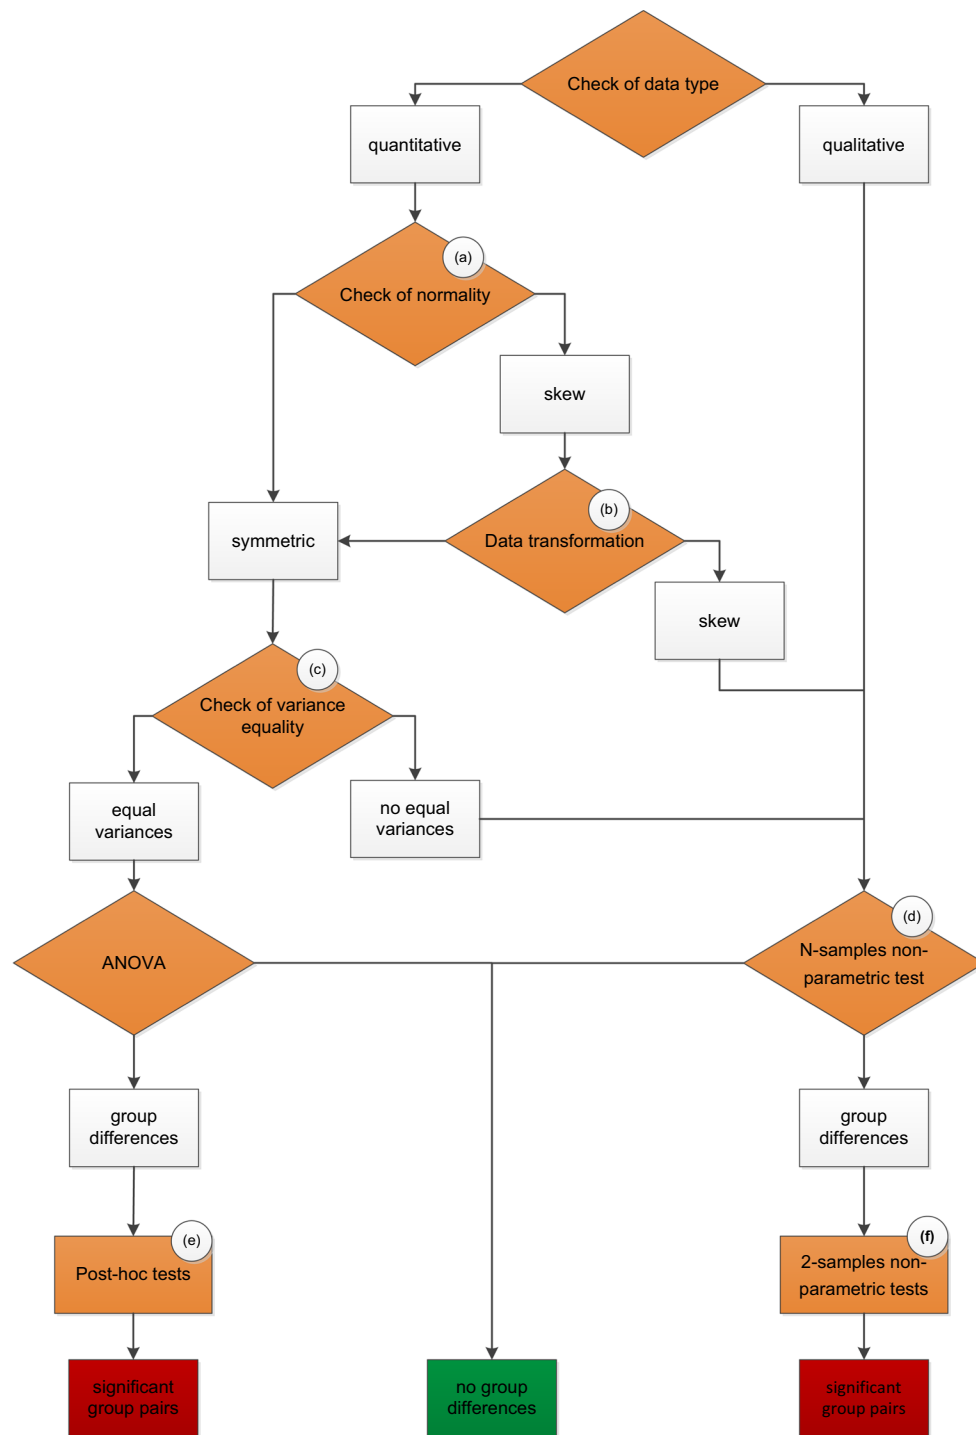 Check of data type
quantitative
qualitative
(a)
Check of normality
skew
(b)
symmetric
Data transformation
skew
(c)
Check of variance
equality
equal
variances
no equal
variances
(d)
ANOVA
N-samples non-
parametric test
group
differences
group
differences
(e)
Post-hoc tests
(f)
2-samples non-
parametric tests
significant
group pairs
no group
differences
significant
group pairs